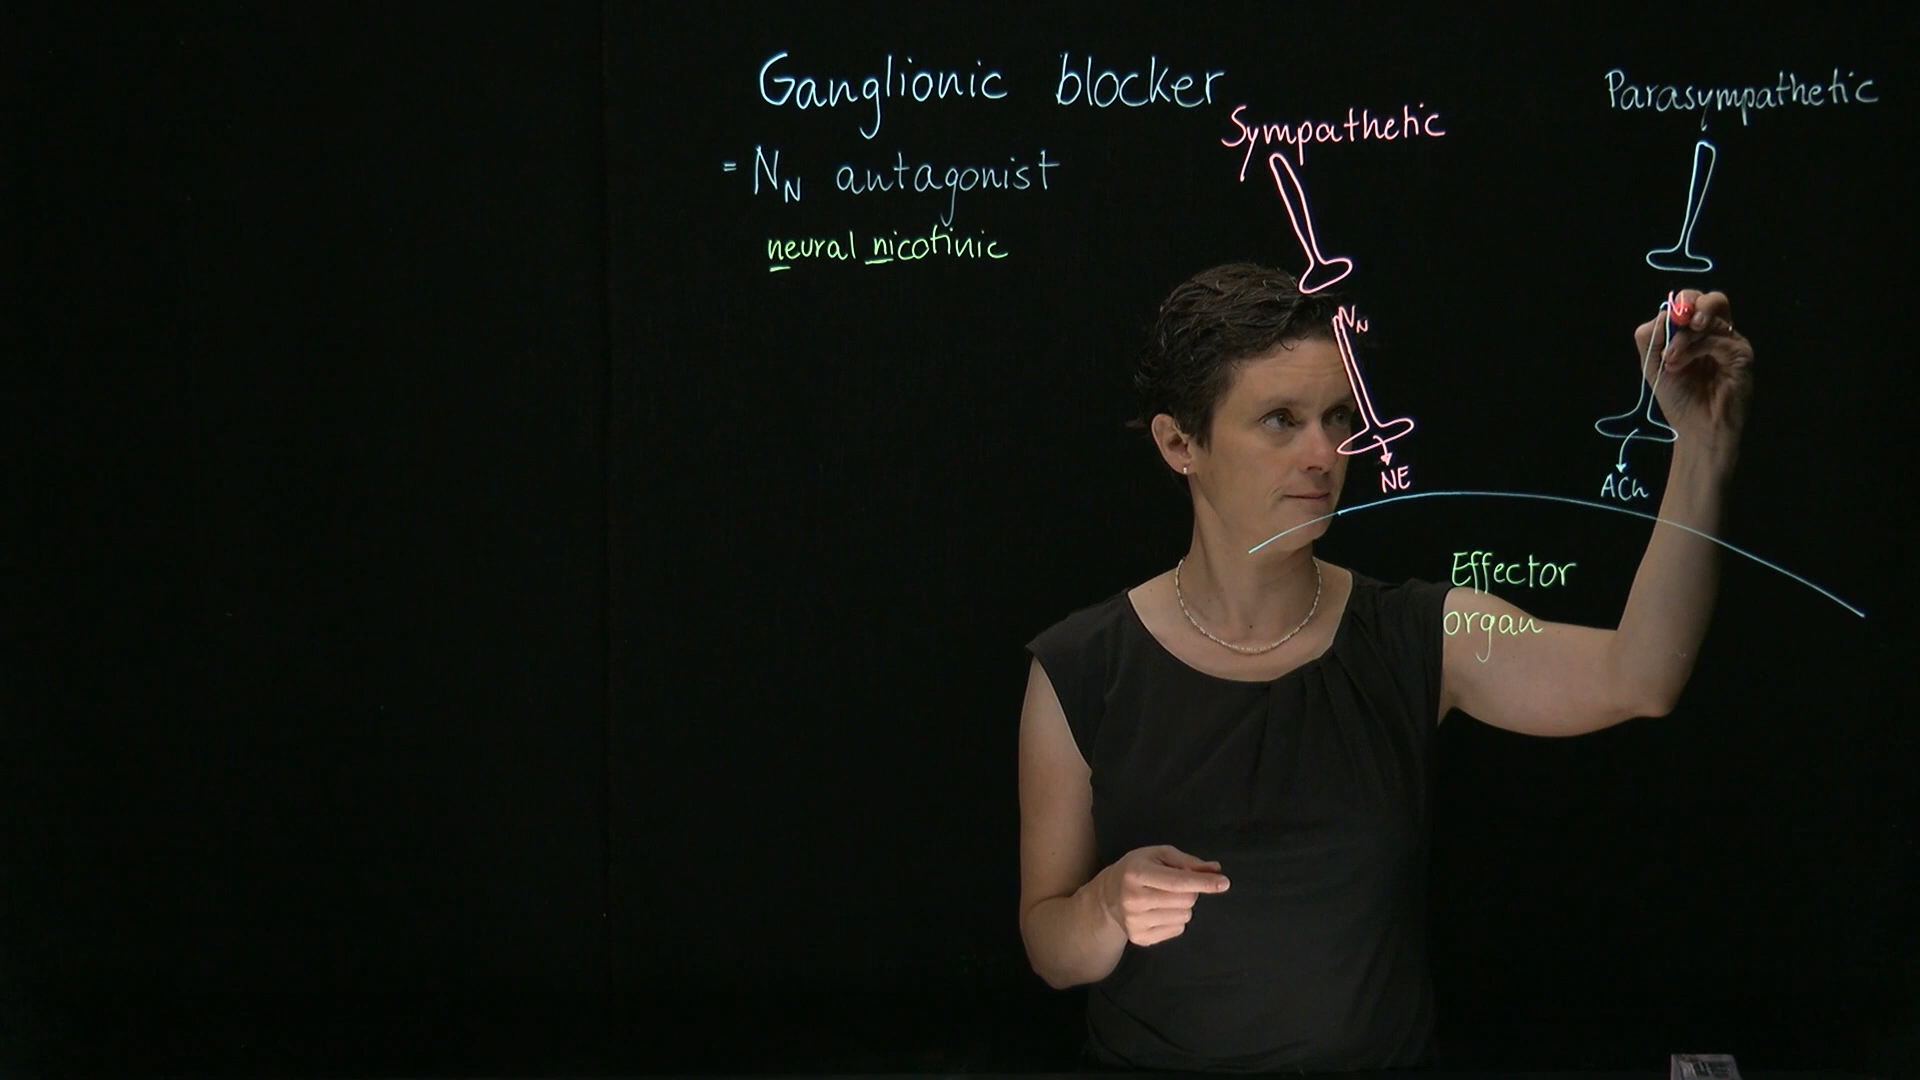 Ganglionic blocker
= NN antagonist
neural nicotinic
Sympathetic
Parasympathetic
NN
N
NE
ACh
Effector
organ